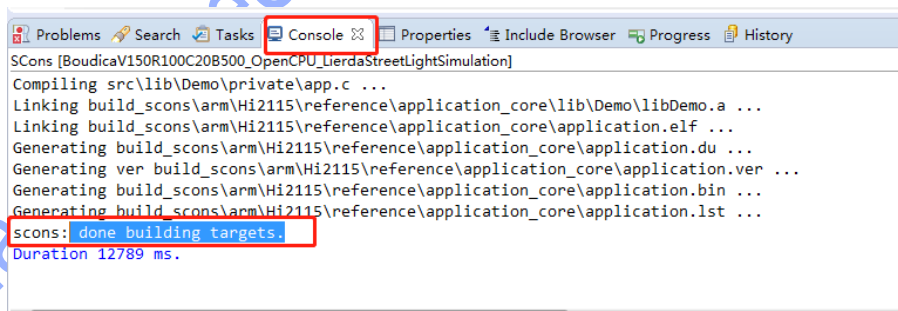 Problems Search Tasks Console Properties Include Browser Progress History
SCons [BoudicaV150R100C20B500_OpenCPU_LierdaStreetLightSimulation]
Compiling src\lib\Demo\private\app.c ...
Linking build_scons\arm\Hi2115\reference\application_core\lib\Demo\libDemo.a ...
Linking build_scons\arm\Hi2115\reference\application_core\application.elf ...
Generating build_scons\arm\Hi2115\reference\application_core\application.du ...
Generating ver build_scons\arm\Hi2115\reference\application_core\application.ver ...
Generating build_scons\arm\Hi2115\reference\application_core\application.bin ...
Generating build_scons\arm\Hi2115\reference\application_core\application.lst ...
scons: done building targets.
Duration 12789 ms.